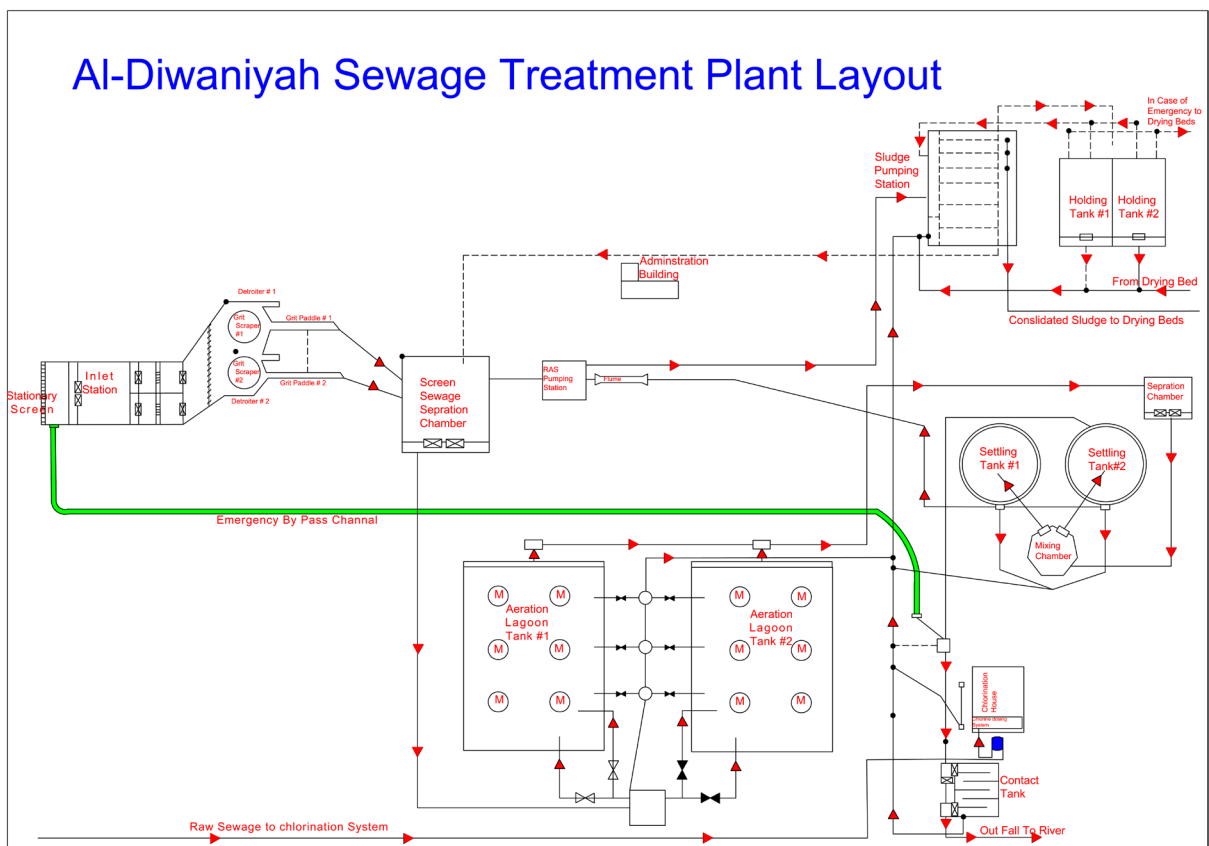 Al-Diwaniyah Sewage Treatment Plant Layout
In Case of
Emergency to
Drying Beds
Sludge
Pumping
Station
Holding
Tank #1
Holding
Tank #2
Adminstration
Building
From Drying Bed
Conslidated Sludge to Drying Beds
Detroiter # 1
Grit
Scraper
#1
Grit Paddle # 1
Grit
Scraper
#2
Grit Paddle # 2
Detroiter # 2
Inlet
Station
Stationary
Screen
Screen
Sewage
Sepration
Chamber
RAS
Pumping
Station
Flume
Sepration
Chamber
Settling
Tank #1
Settling
Tank#2
Mixing
Chamber
Emergency By Pass Channal
M
M
Aeration
Lagoon
Tank #1
M
M
M
M
M
M
Aeration
Lagoon
Tank #2
M
M
M
M
Chlorination
House
Chlorine dosing
System
Contact
Tank
Raw Sewage to chlorination System
Out Fall To River